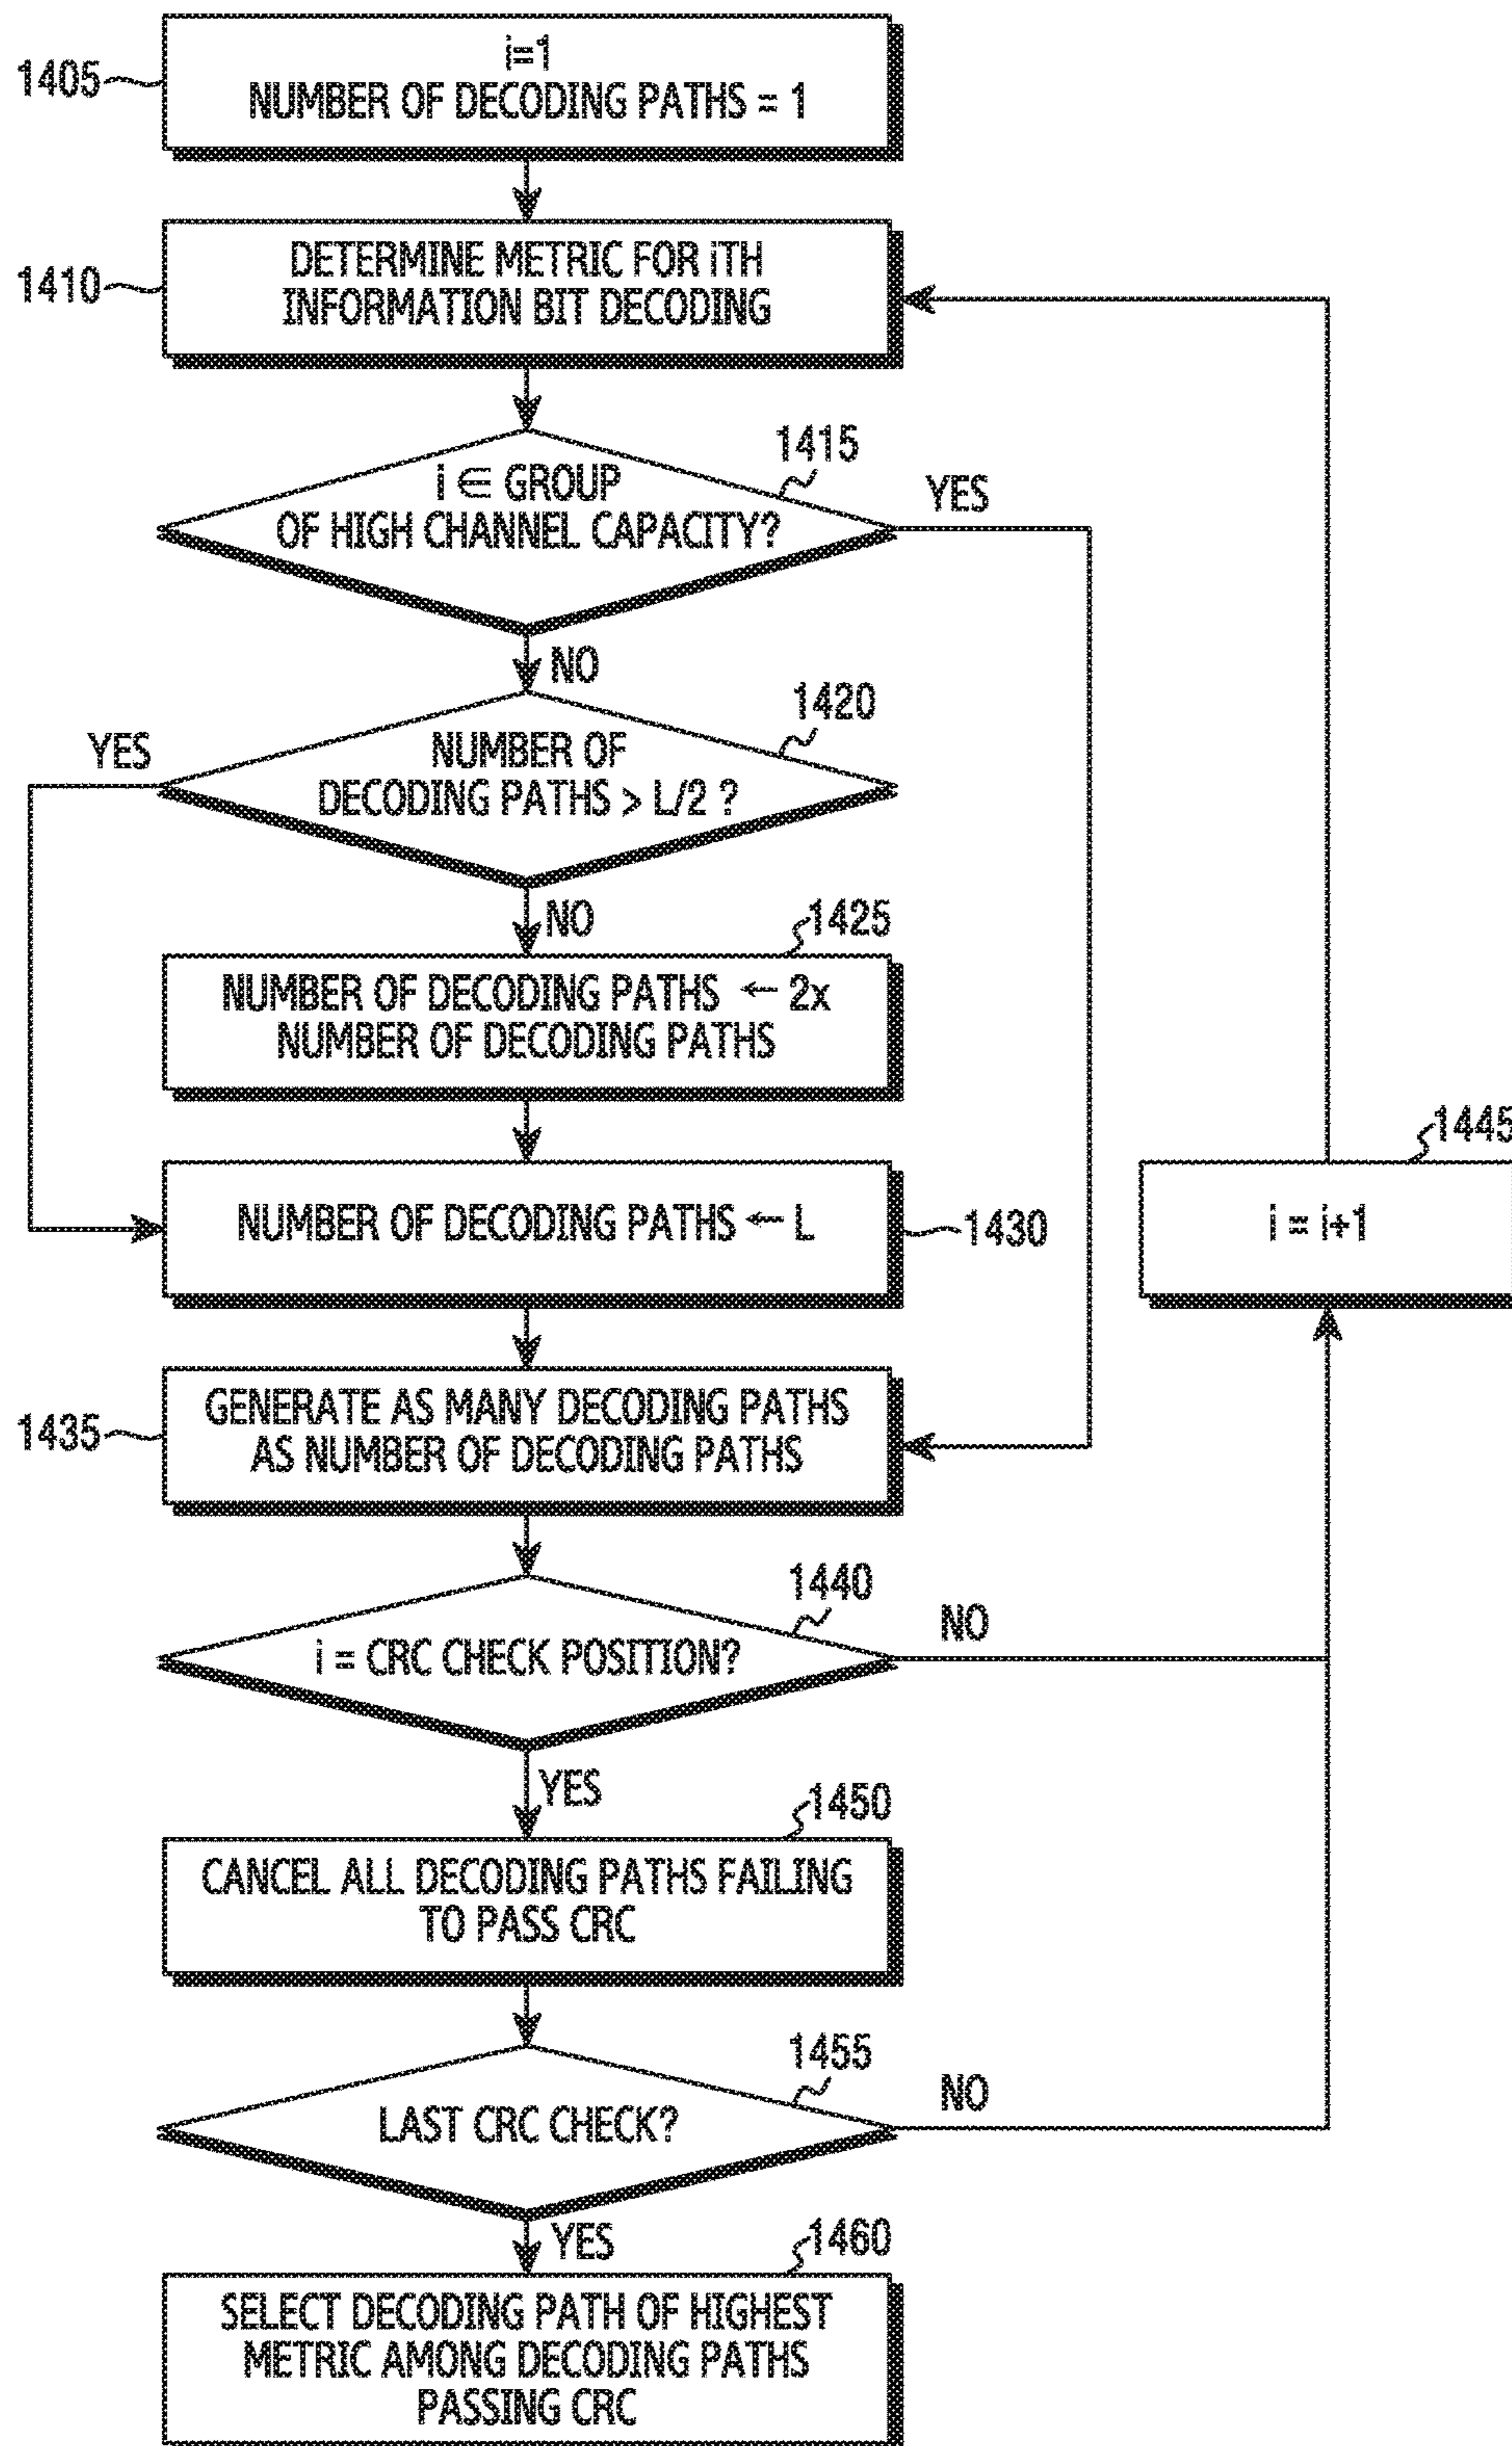 1405
i=1
NUMBER OF DECODING PATHS = 1
1410
DETERMINE METRIC FOR iTH
INFORMATION BIT DECODING
1415
i ∈ GROUP
OF HIGH CHANNEL CAPACITY?
YES
NO
1420
YES
NUMBER OF
DECODING PATHS > L/2 ?
NO
1425
NUMBER OF DECODING PATHS ← 2x
NUMBER OF DECODING PATHS
1445
NUMBER OF DECODING PATHS ← L
1430
i = i+1
1435
GENERATE AS MANY DECODING PATHS
AS NUMBER OF DECODING PATHS
1440
NO
i = CRC CHECK POSITION?
YES
1450
CANCEL ALL DECODING PATHS FAILING
TO PASS CRC
1455
NO
LAST CRC CHECK?
YES
1460
SELECT DECODING PATH OF HIGHEST
METRIC AMONG DECODING PATHS
PASSING CRC